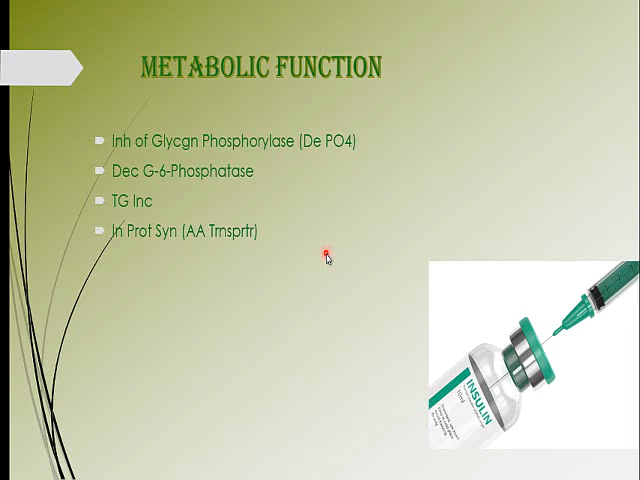 METABOLIC FUNCTION
Inh of Glycgn Phosphorylase (De PO4)
Dec G-6-Phosphatase
TG Inc
In Prot Syn (AA Trnsprtr)
INSULIN
10ml